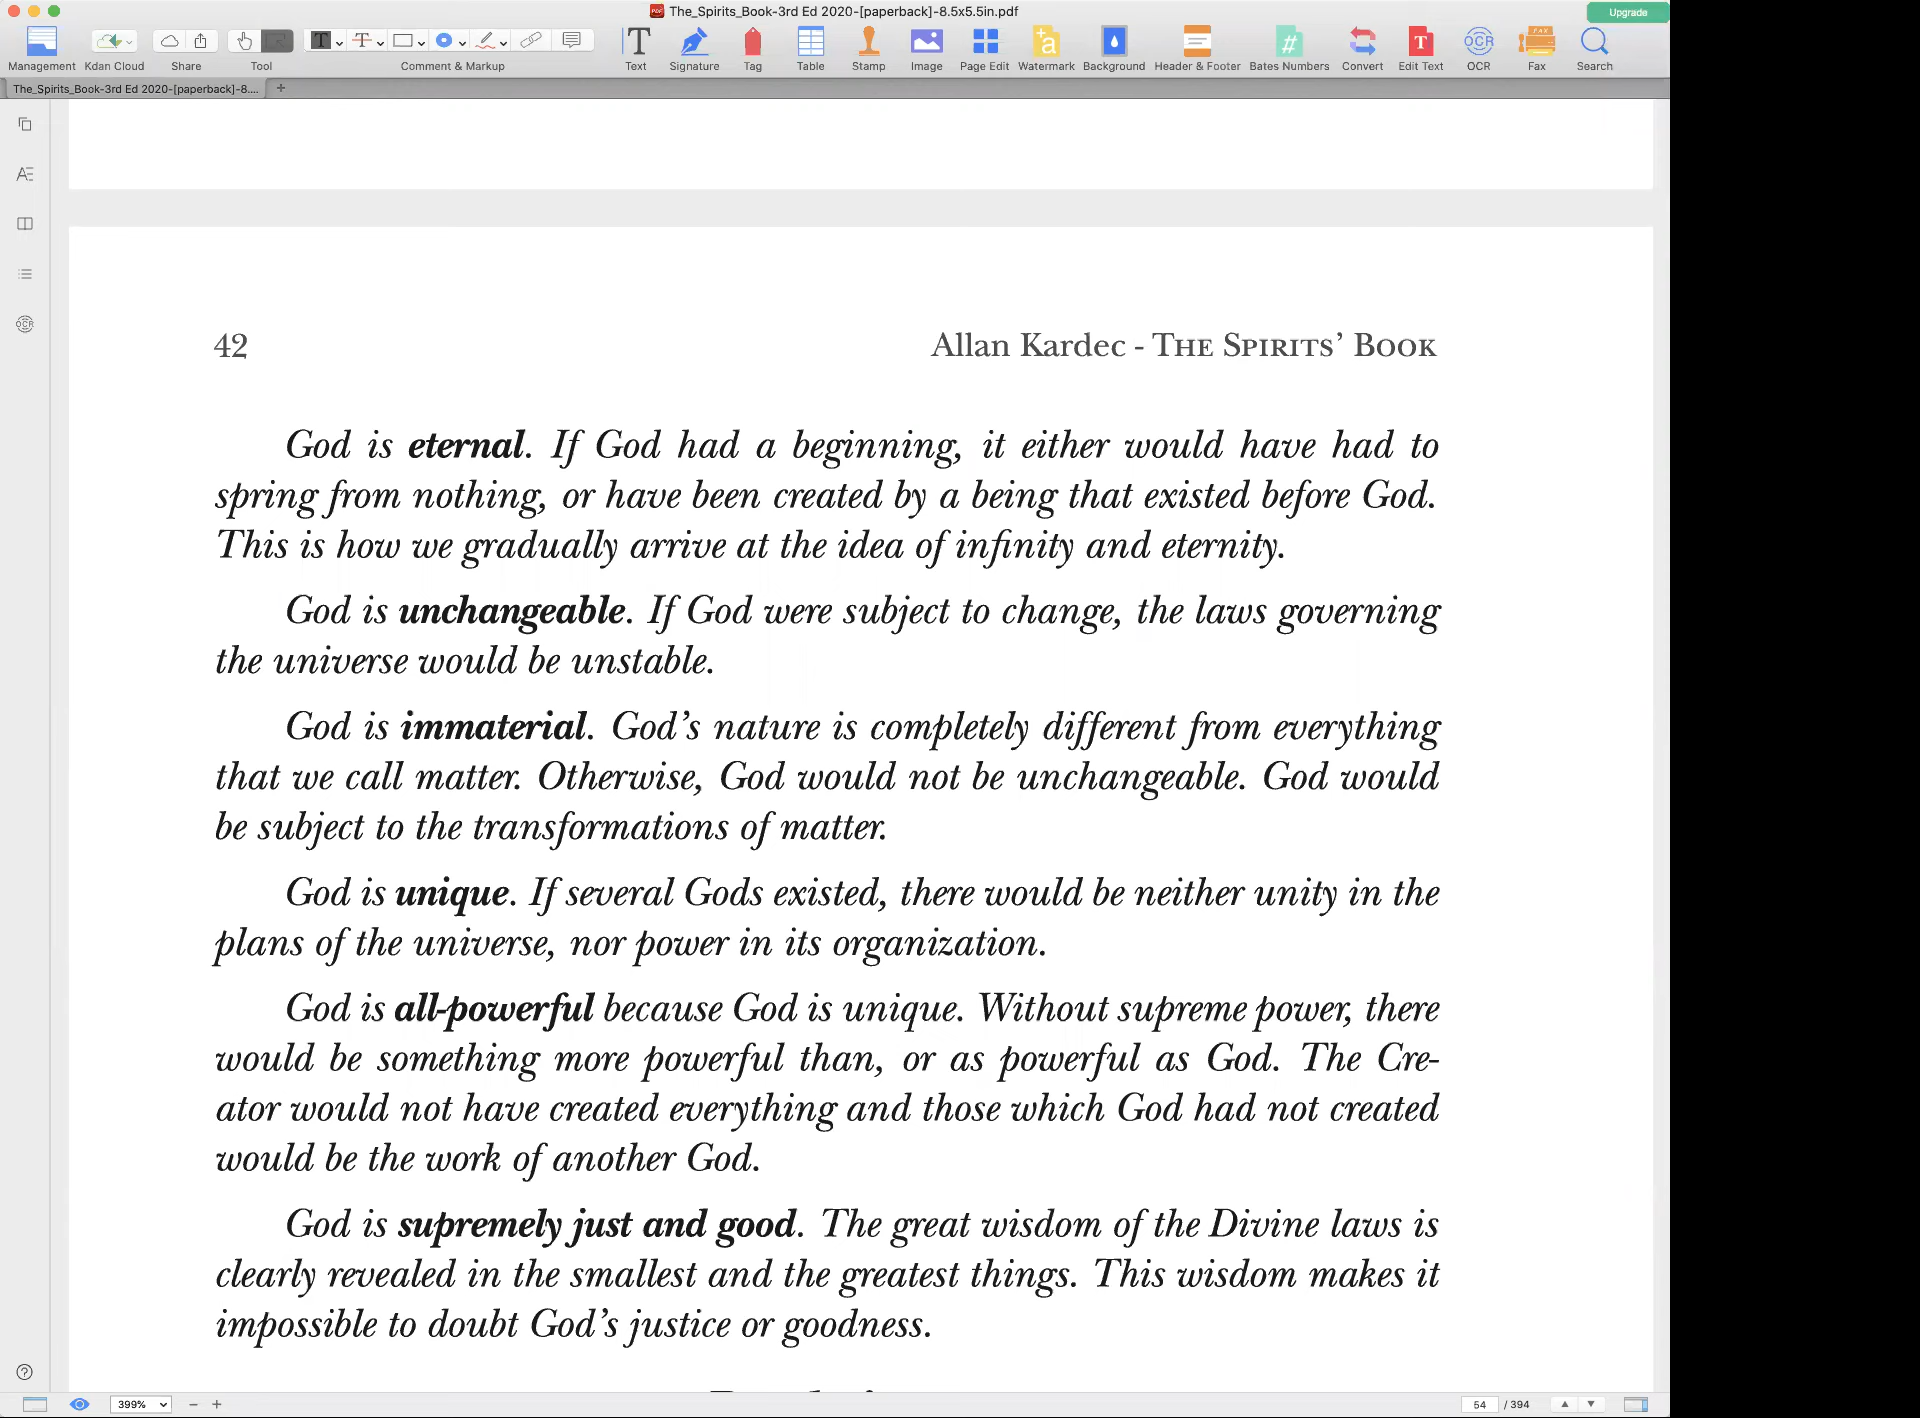 The_Spirits_Book-3rd Ed 2020-[paperback]-8.5x5.5in.pdf
Upgrade
Management Kdan Cloud Share Tool Comment & Markup Text Signature Tag Table Stamp Image Page Edit Watermark Background Header & Footer Bates Numbers Convert Edit Text OCR Fax Search
The_Spirits_Book-3rd Ed 2020-[paperback]-8.... +
42 Allan Kardec - The Spirits’ Book
God is eternal. If God had a beginning, it either would have had to
spring from nothing, or have been created by a being that existed before God.
This is how we gradually arrive at the idea of infinity and eternity.
God is unchangeable. If God were subject to change, the laws governing
the universe would be unstable.
God is immaterial. God’s nature is completely different from everything
that we call matter. Otherwise, God would not be unchangeable. God would
be subject to the transformations of matter.
God is unique. If several Gods existed, there would be neither unity in the
plans of the universe, nor power in its organization.
God is all-powerful because God is unique. Without supreme power, there
would be something more powerful than, or as powerful as God. The Cre-
ator would not have created everything and those which God had not created
would be the work of another God.
God is supremely just and good. The great wisdom of the Divine laws is
clearly revealed in the smallest and the greatest things. This wisdom makes it
impossible to doubt God’s justice or goodness.
399% − + 54 / 394